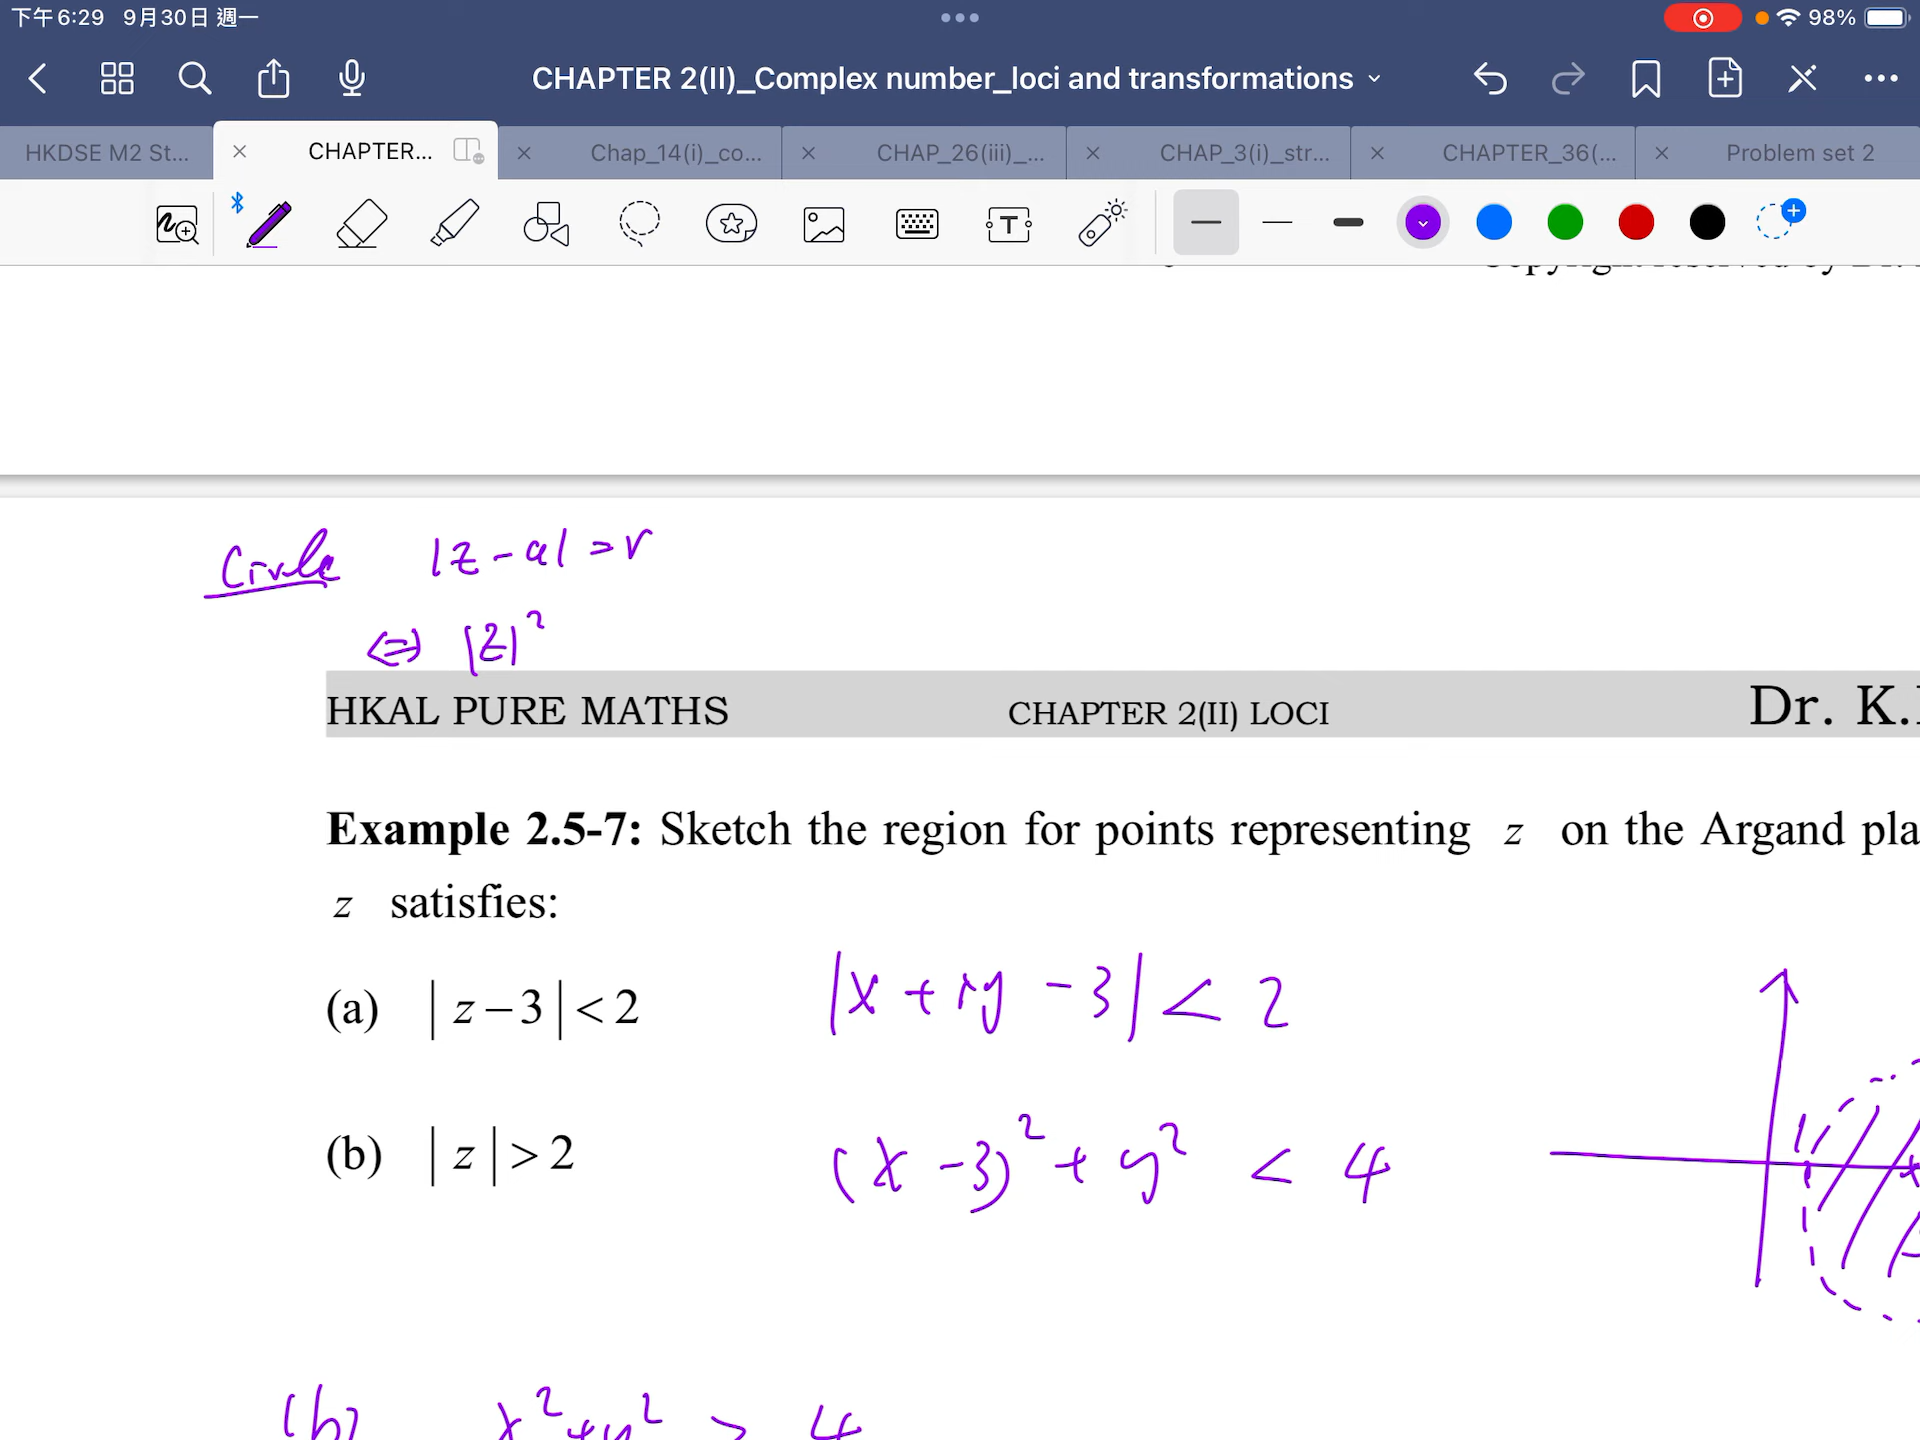 下午6:29 9月30日 週一
98%
CHAPTER 2(II)_Complex number_loci and transformations
HKDSE M2 St...
CHAPTER...
Chap_14(i)_co...
CHAP_26(iii)_...
CHAP_3(i)_str...
CHAPTER_36(...
Problem set 2
Circle |z-a|=r
⇔ |z|²
HKAL PURE MATHS CHAPTER 2(II) LOCI Dr. K.
Example 2.5-7: Sketch the region for points representing z on the Argand pla
z satisfies:
(a) |z-3|<2 |x+iy-3|<2
(b) |z|>2 (x-3)²+y²<4
(b) x²+y²>4